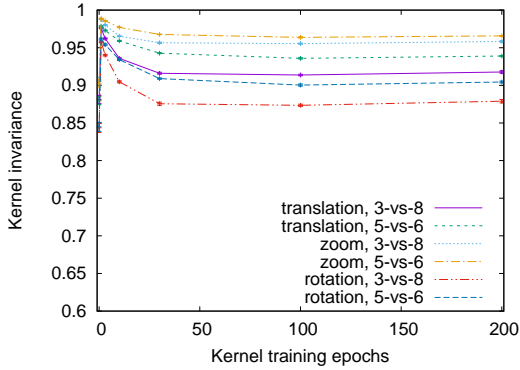 1
0.95
0.9
0.85
0.8
0.75
0.7
0.65
0.6
Kernel invariance
translation, 3-vs-8
translation, 5-vs-6
zoom, 3-vs-8
zoom, 5-vs-6
rotation, 3-vs-8
rotation, 5-vs-6
0 50 100 150 200
Kernel training epochs